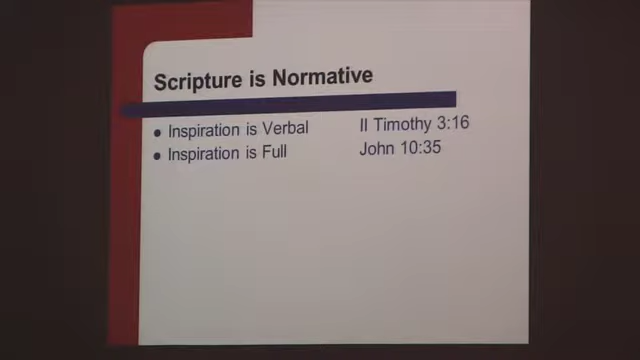 Scripture is Normative
• Inspiration is Verbal II Timothy 3:16
• Inspiration is Full John 10:35